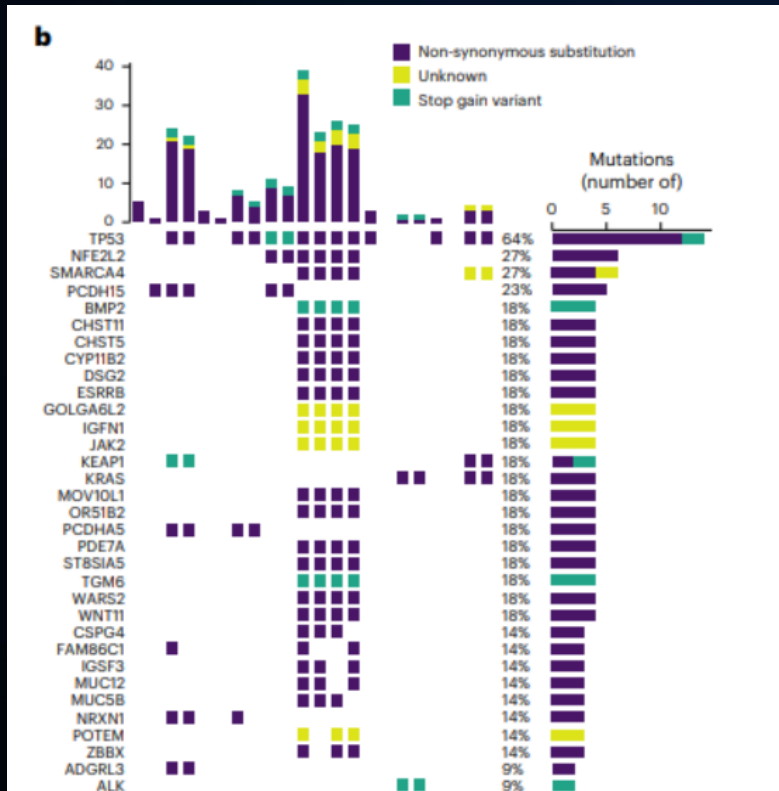 b
Non-synonymous substitution
Unknown
Stop gain variant
40
30
20
10
0
Mutations
(number of)
0 5 10
TP53 64%
NFE2L2 27%
SMARCA4 27%
PCDH15 23%
BMP2 18%
CHST11 18%
CHST5 18%
CYP11B2 18%
DSG2 18%
ESRRB 18%
GOLGA6L2 18%
IGFN1 18%
JAK2 18%
KEAP1 18%
KRAS 18%
MOV10L1 18%
OR51B2 18%
PCDHA5 18%
PDE7A 18%
ST8SIA5 18%
TGM6 18%
WARS2 18%
WNT11 18%
CSPG4 14%
FAM86C1 14%
IGSF3 14%
MUC12 14%
MUC5B 14%
NRXN1 14%
POTEM 14%
ZBBX 14%
ADGRL3 9%
ALK 9%